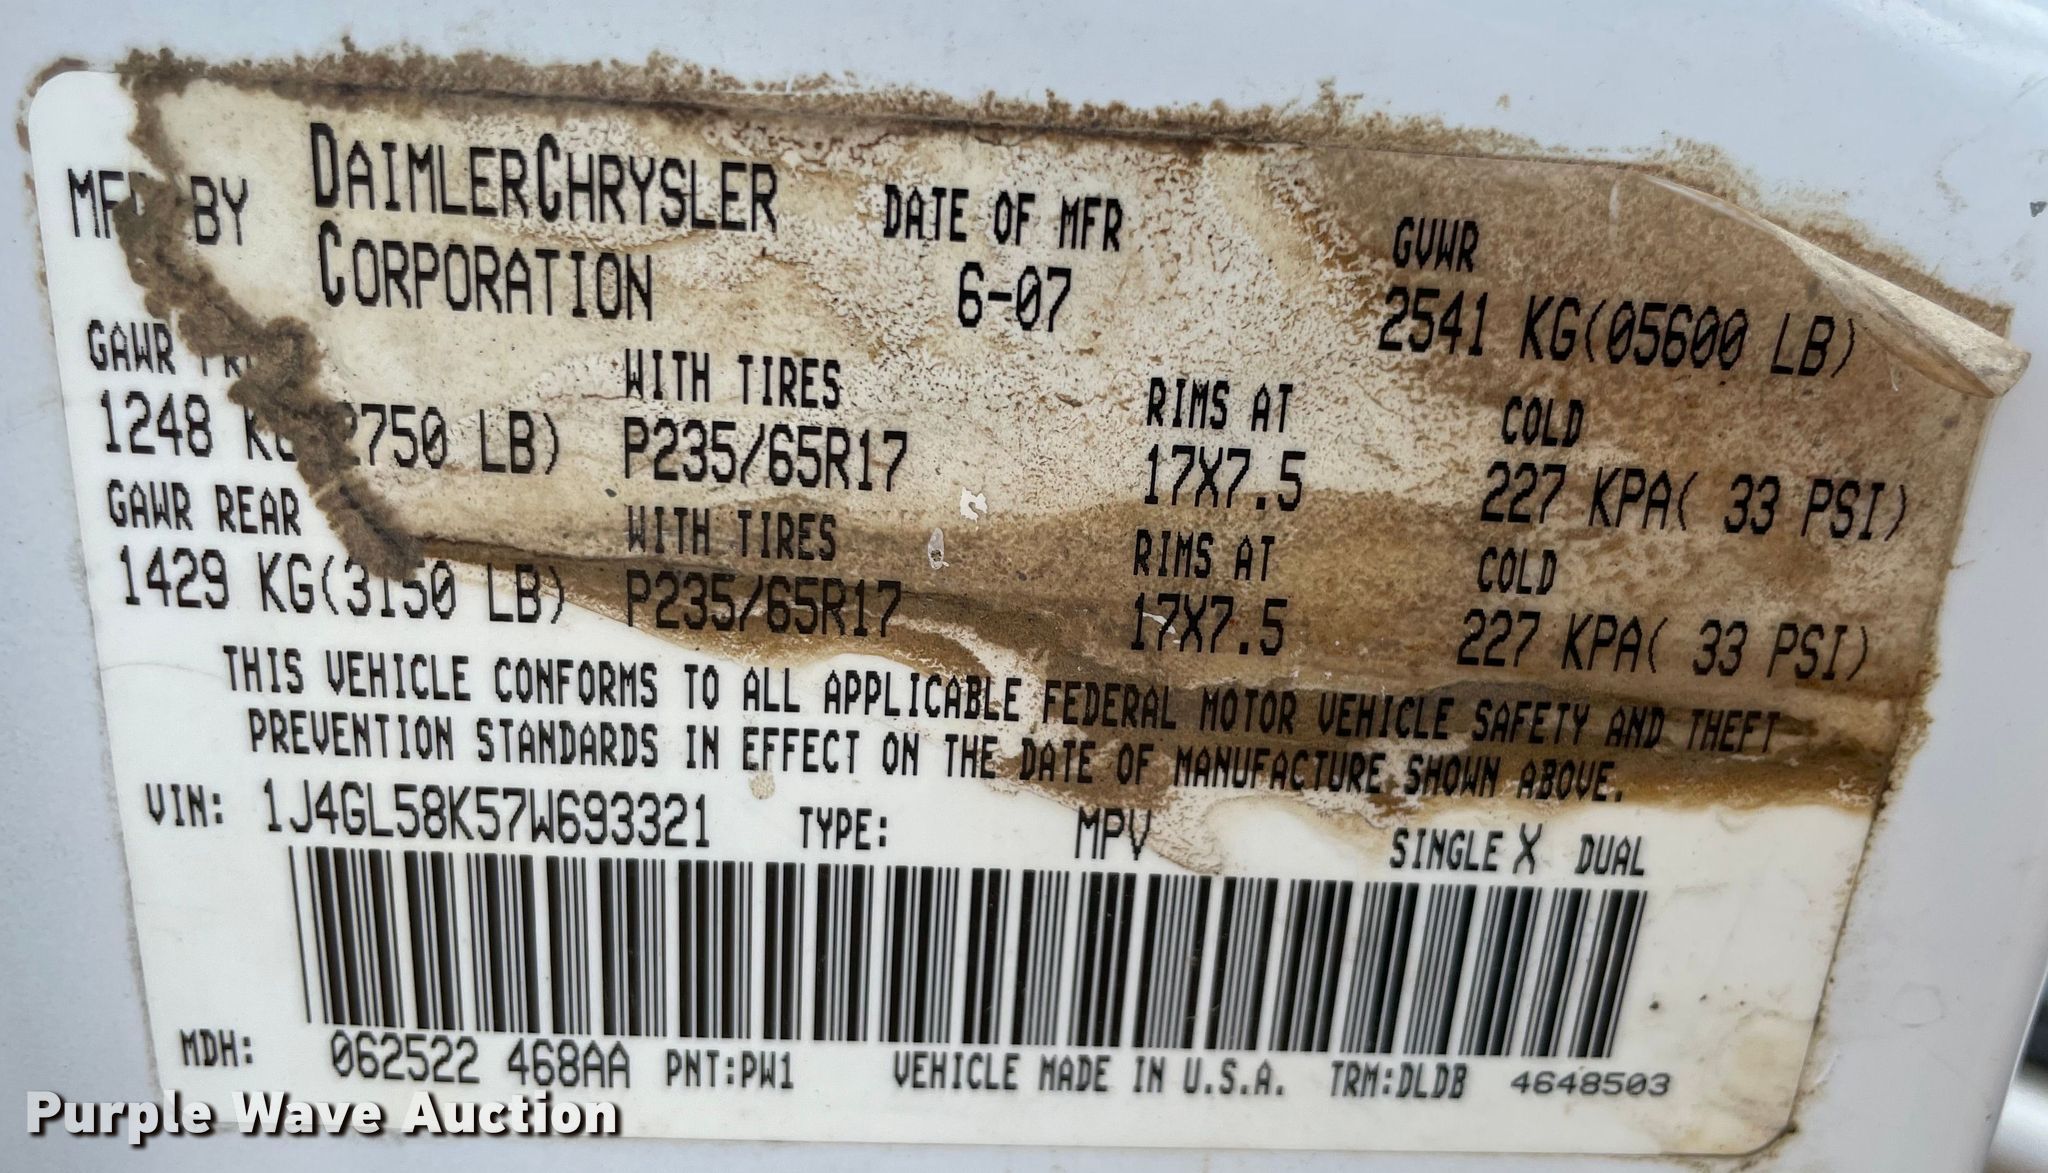 BY DAIMLERCHRYSLER CORPORATION
DATE OF MFR
6-07
GVWR
2541 KG(05600 LB)
GAWR WITH TIRES RIMS AT COLD
1248 LB) P235/65R17 17X7.5 227 KPA( 33 PSI)
GAWR REAR WITH TIRES RIMS AT COLD
1429 KG(3150 LB) P235/65R17 17X7.5 227 KPA( 33 PSI)
THIS VEHICLE CONFORMS TO ALL APPLICABLE FEDERAL MOTOR VEHICLE SAFETY AND THEFT
PREVENTION STANDARDS IN EFFECT ON THE DATE OF MANUFACTURE SHOWN ABOVE.
VIN: 1J4GL58K57W693321 TYPE: MPV SINGLE X DUAL
MDH: 062522 468AA PNT:PW1 VEHICLE MADE IN U.S.A. TRM:DLDB 4648503
Purple Wave Auction